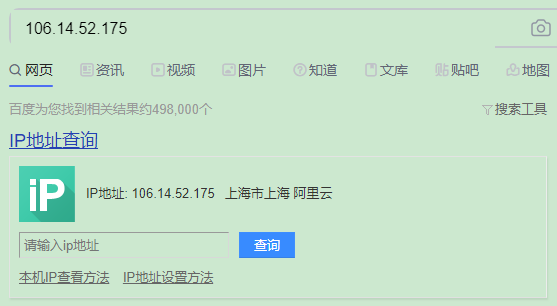 106.14.52.175
网页 资讯 视频 图片 知道 文库 贴吧 地图
百度为您找到相关结果约498,000个 搜索工具
IP地址查询
iP IP地址: 106.14.52.175 上海市上海 阿里云
请输入ip地址 查询
本机IP查看方法 IP地址设置方法